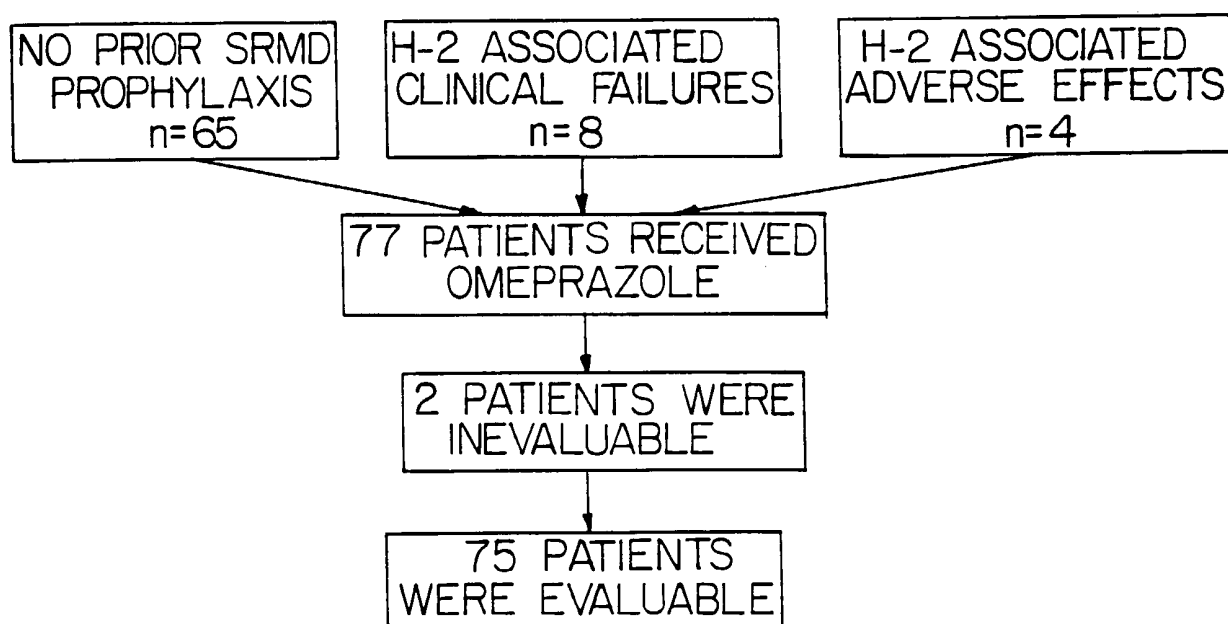 NO PRIOR SRMD
PROPHYLAXIS
n=65
H-2 ASSOCIATED
CLINICAL FAILURES
n=8
H-2 ASSOCIATED
ADVERSE EFFECTS
n=4
77 PATIENTS RECEIVED
OMEPRAZOLE
2 PATIENTS WERE
INEVALUABLE
75 PATIENTS
WERE EVALUABLE